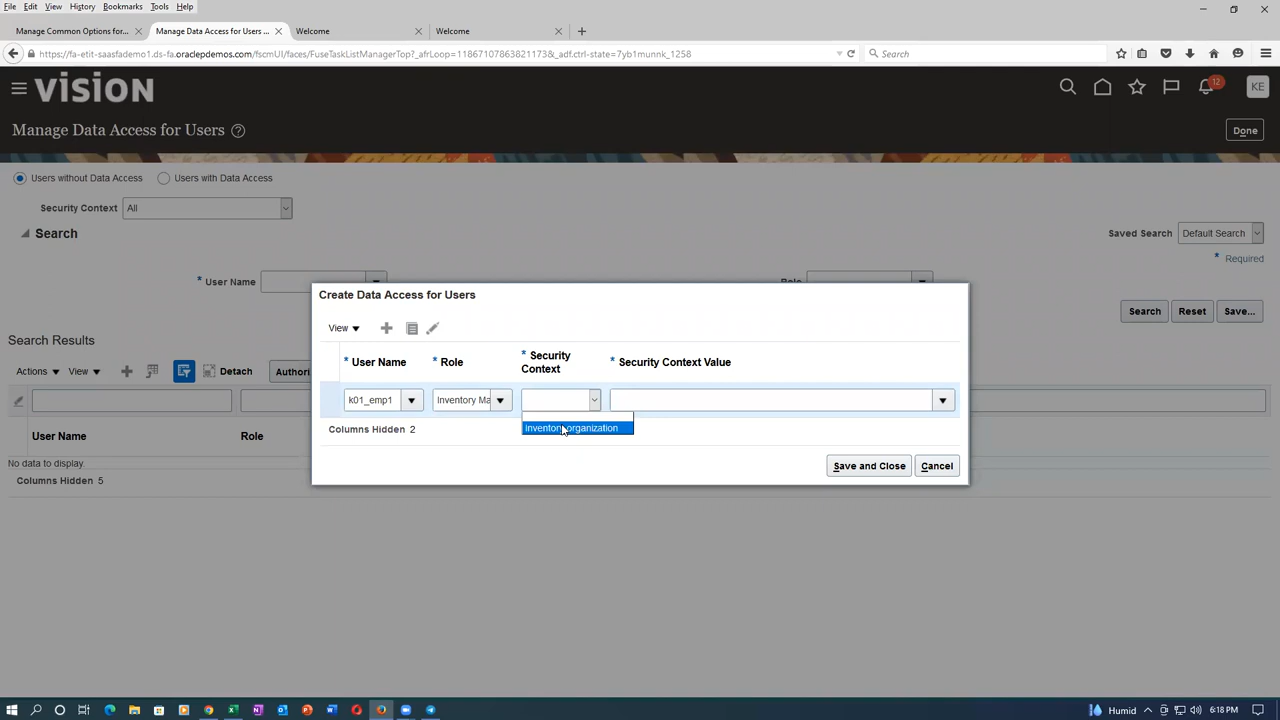 File Edit View History Bookmarks Tools Help
Manage Common Options for... Manage Data Access for Users ... Welcome Welcome
https://fa-etit-saasfademo1.ds-fa.oraclepdemos.com/fscmUI/faces/FuseTaskListManagerTop?_afrLoop=11867107863821173&_adf.ctrl-state=7yb1munnk_1258 Search
VISION 12 KE
Manage Data Access for Users Done
Users without Data Access Users with Data Access
Security Context All
Search Saved Search Default Search
* Required
* User Name Role
Create Data Access for Users
Search Reset Save...
View
Search Results
* User Name * Role * Security Context * Security Context Value
Actions View Detach Authori
k01_emp1 Inventory Ma
inventory organization
Columns Hidden 2
User Name Role
No data to display.
Save and Close Cancel
Columns Hidden 5
Humid 6:18 PM